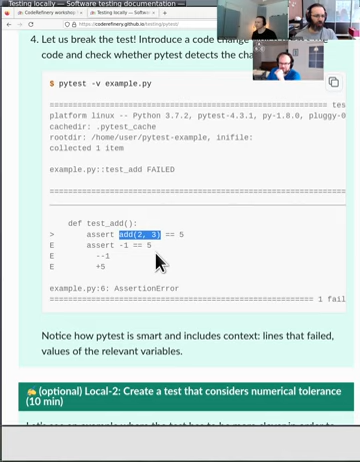 Testing locally — Software testing documentation —
CodeRefinery workshop
Testing locally — Softw
https://coderefinery.github.io/testing/pytest/
4. Let us break the test! Introduce a code change
code and check whether pytest detects the cha
$ pytest -v example.py
tes
platform linux -- Python 3.7.2, pytest-4.3.1, py-1.8.0, pluggy-0
cachedir: .pytest_cache
rootdir: /home/user/pytest-example, inifile:
collected 1 item
example.py::test_add FAILED
def test_add():
> assert add(2, 3) == 5
E assert -1 == 5
E --1
E +5
example.py:6: AssertionError
1 fail
Notice how pytest is smart and includes context: lines that failed,
values of the relevant variables.
(optional) Local-2: Create a test that considers numerical tolerance
(10 min)